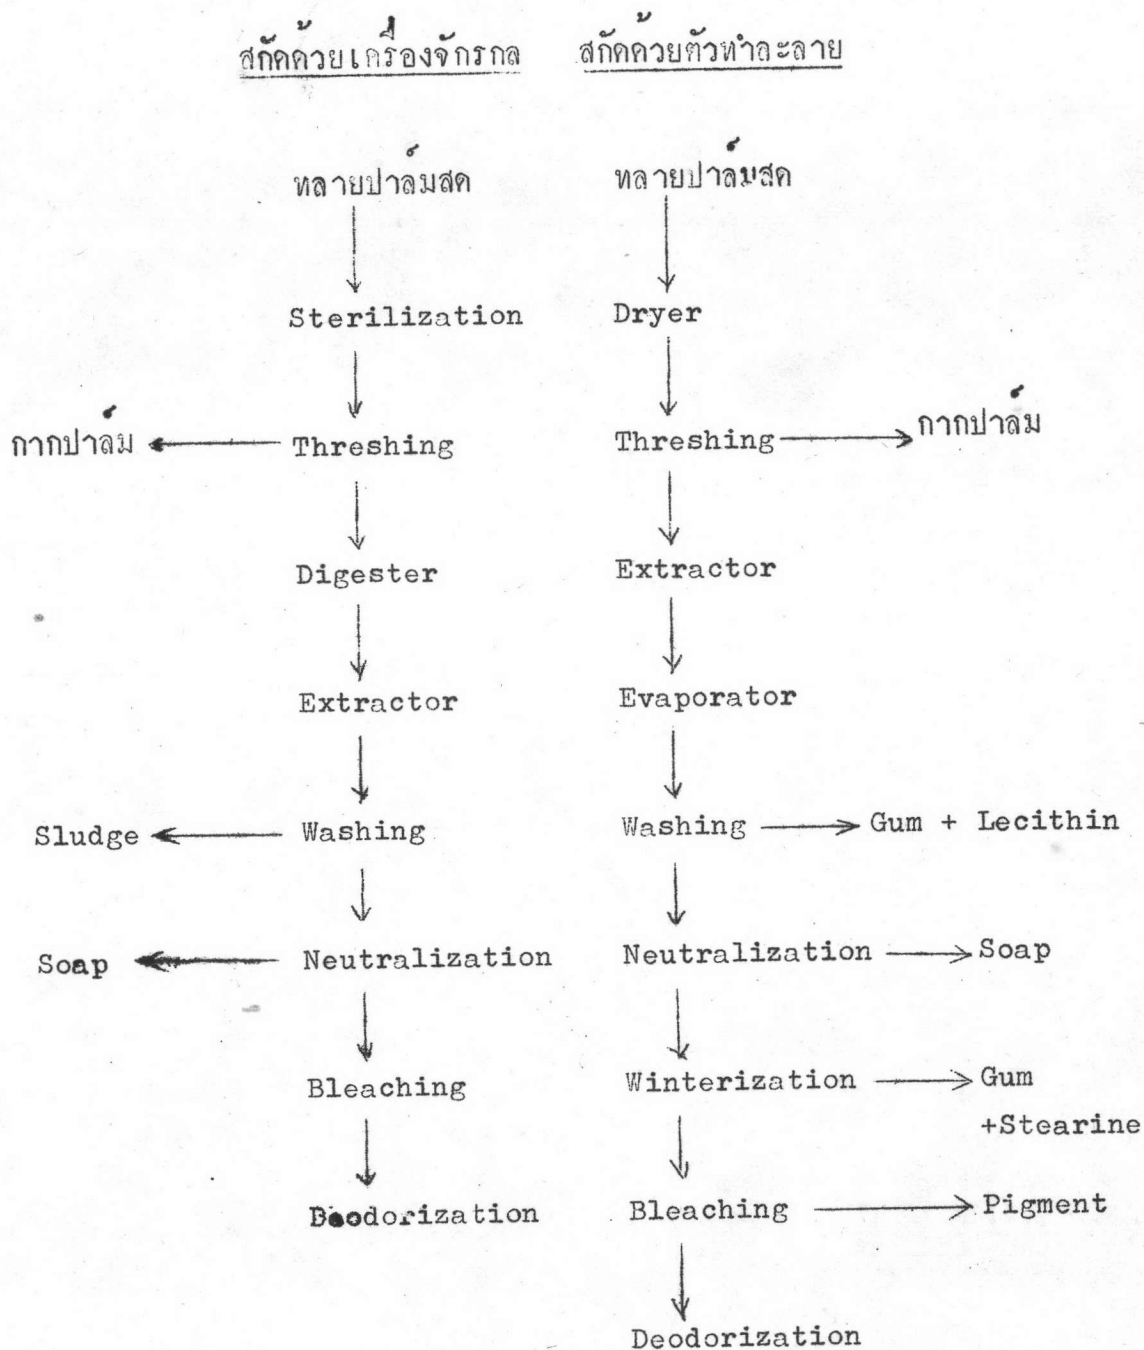 สกัดด้วยเครื่องจักรกล สกัดด้วยตัวทำละลาย
ทลายปาล์มสด ทลายปาล์มสด
Sterilization Dryer
กากปาล์ม Threshing Threshing กากปาล์ม
Digester Extractor
Extractor Evaporator
Sludge Washing Washing Gum + Lecithin
Soap Neutralization Neutralization Soap
Bleaching Winterization Gum
+Stearine
Deodorization Bleaching Pigment
Deodorization